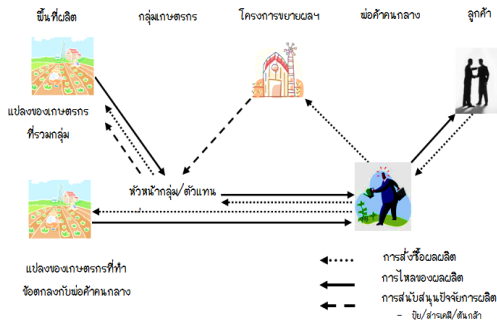 พื้นที่ผลิต กลุ่มเกษตรกร โครงการขยายผลฯ พ่อค้าคนกลาง ลูกค้า
แปลงของเกษตรกร
ที่รวมกลุ่ม
หัวหน้ากลุ่ม/ตัวแทน
แปลงของเกษตรกรที่ทำ
ข้อตกลงกับพ่อค้าคนกลาง
การสั่งซื้อผลผลิต
การไหลของผลผลิต
การสนับสนุนปัจจัยการผลิต
- ปุ๋ย/สารเคมี/ต้นกล้า